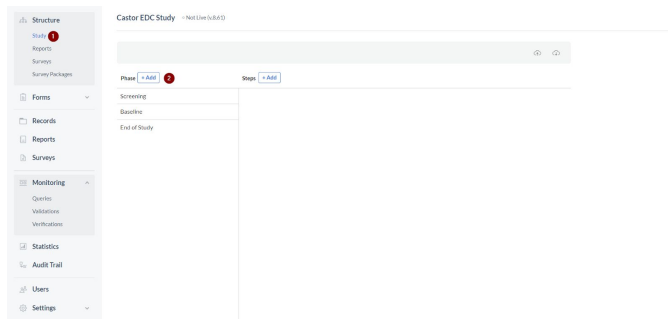 Structure
Study 1
Reports
Surveys
Survey Packages
Forms
Records
Reports
Surveys
Monitoring
Queries
Validations
Verifications
Statistics
Audit Trail
Users
Settings
Castor EDC Study Not Live (v.8.61)
Phase + Add 2 Steps + Add
Screening
Baseline
End of Study